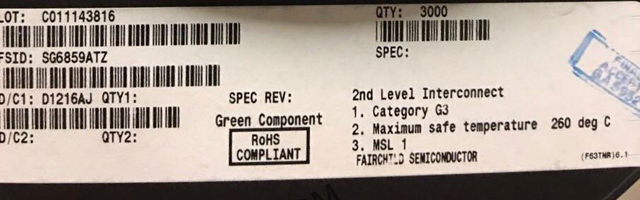 LOT: C011143816
QTY: 3000
FSID: SG6859ATZ
SPEC:
D/C1: D1216AJ QTY1:
SPEC REV:
D/C2: QTY2:
Green Component
RoHS
COMPLIANT
2nd Level Interconnect
1. Category G3
2. Maximum safe temperature 260 deg C
3. MSL 1
FAIRCHILD SEMICONDUCTOR
(F63TNR)6.1